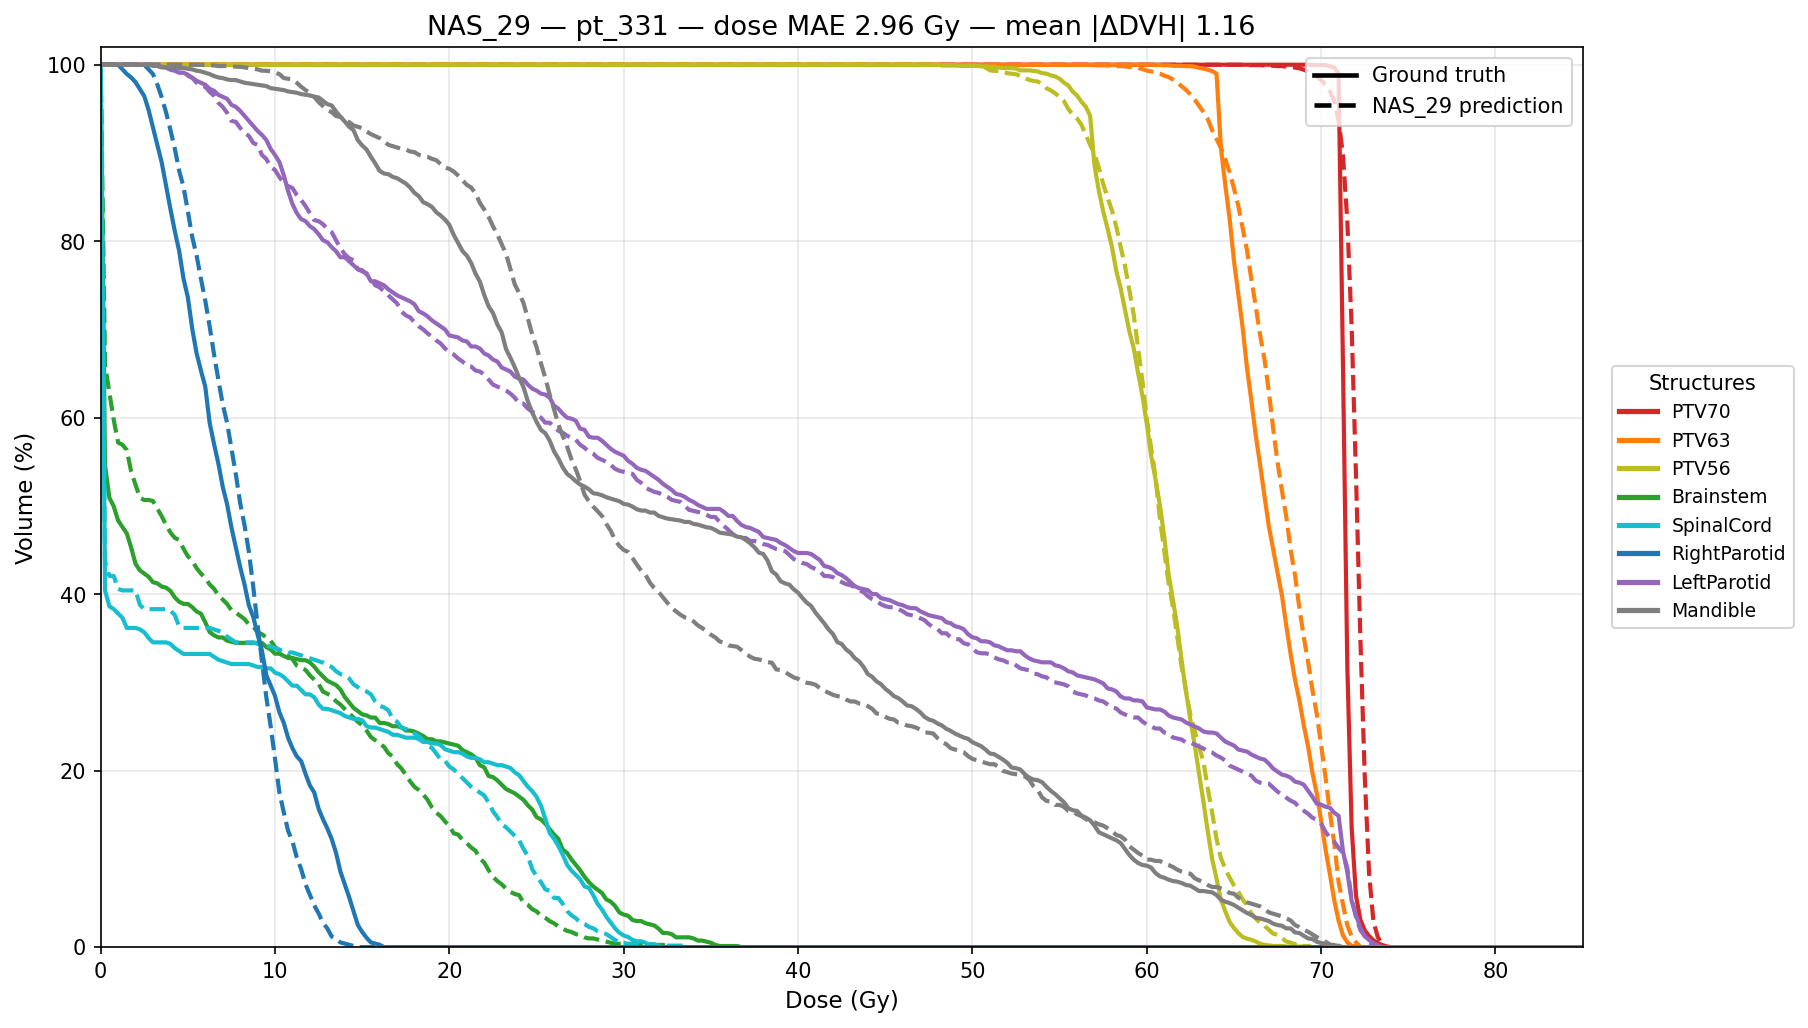 NAS_29 — pt_331 — dose MAE 2.96 Gy — mean |ΔDVH| 1.16
Ground truth
NAS_29 prediction
Volume (%)
100
80
60
40
20
0
0
10
20
30
40
50
60
70
80
Dose (Gy)
Structures
PTV70
PTV63
PTV56
Brainstem
SpinalCord
RightParotid
LeftParotid
Mandible